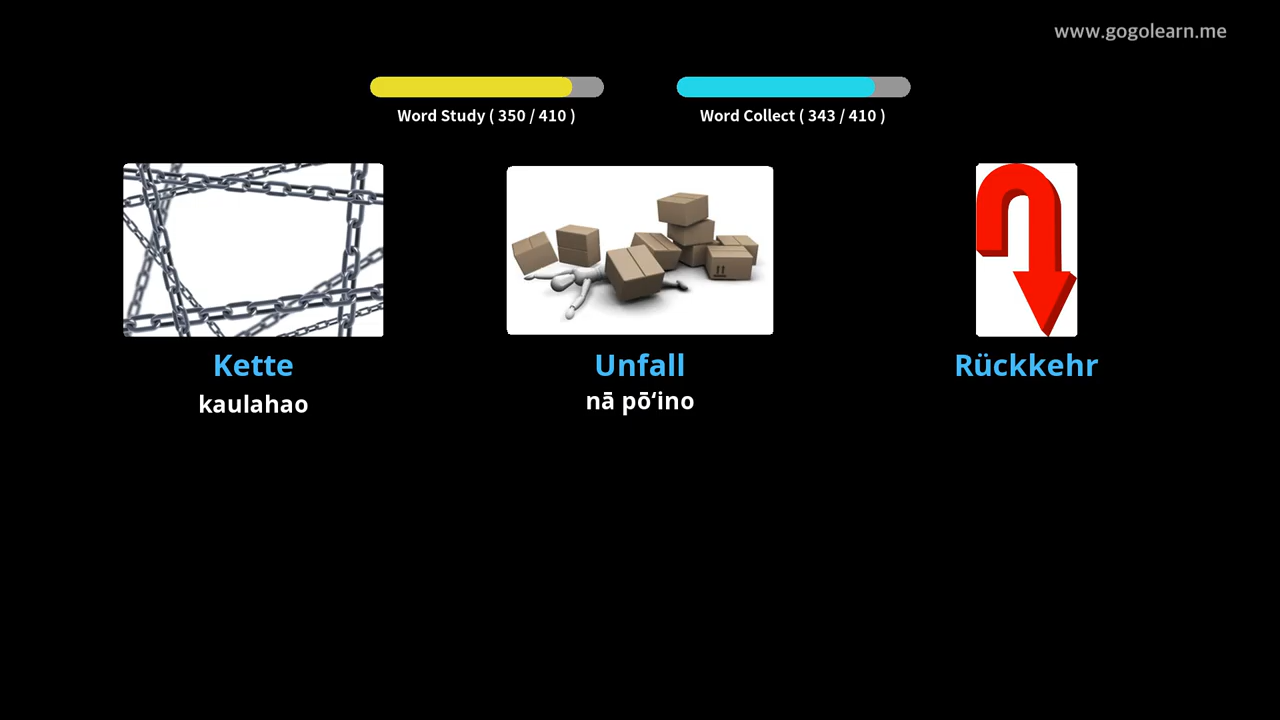 www.gogolearn.me
Word Study ( 350 / 410 )
Word Collect ( 343 / 410 )
Kette
kaulahao
Unfall
nā pōʻino
Rückkehr